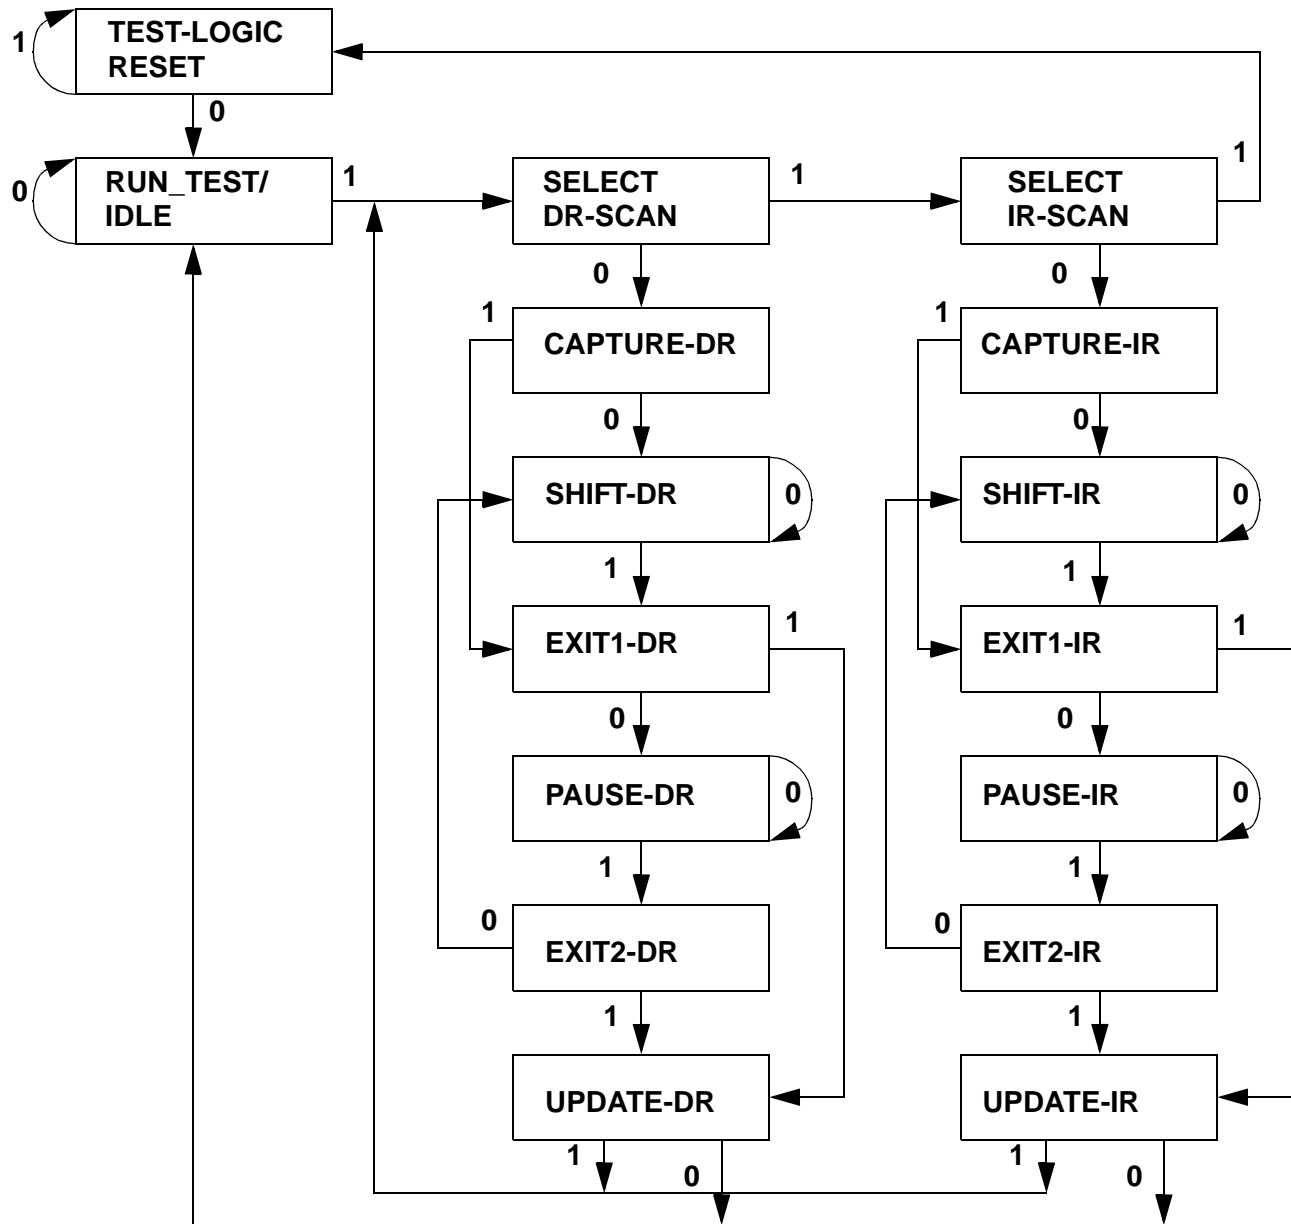 1
TEST-LOGIC
RESET
0
0
RUN_TEST/
IDLE
1
SELECT
DR-SCAN
1
SELECT
IR-SCAN
1
0
0
1
CAPTURE-DR
1
CAPTURE-IR
0
0
SHIFT-DR
0
SHIFT-IR
0
1
1
EXIT1-DR
1
EXIT1-IR
1
0
0
PAUSE-DR
0
PAUSE-IR
0
1
1
0
EXIT2-DR
0
EXIT2-IR
1
1
UPDATE-DR
UPDATE-IR
1
0
1
0